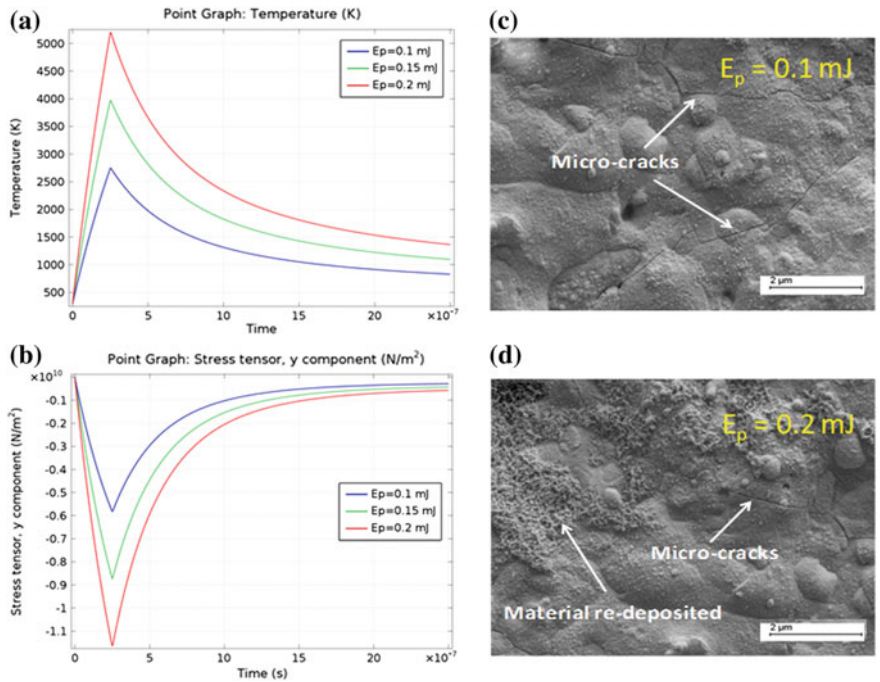 (a)
Point Graph: Temperature (K)
Temperature (K)
5000
4500
4000
3500
3000
2500
2000
1500
1000
500
Ep=0.1 mJ
Ep=0.15 mJ
Ep=0.2 mJ
0
5
10
15
20
×10⁻⁷
Time
(b)
Point Graph: Stress tensor, y component (N/m²)
×10¹⁰
Stress tensor, y component (N/m²)
-0.1
-0.2
-0.3
-0.4
-0.5
-0.6
-0.7
-0.8
-0.9
-1
-1.1
Ep=0.1 mJ
Ep=0.15 mJ
Ep=0.2 mJ
0
5
10
15
20
×10⁻⁷
Time (s)
(c)
Eₚ = 0.1 mJ
Micro-cracks
2 µm
(d)
Eₚ = 0.2 mJ
Micro-cracks
Material re-deposited
2 µm